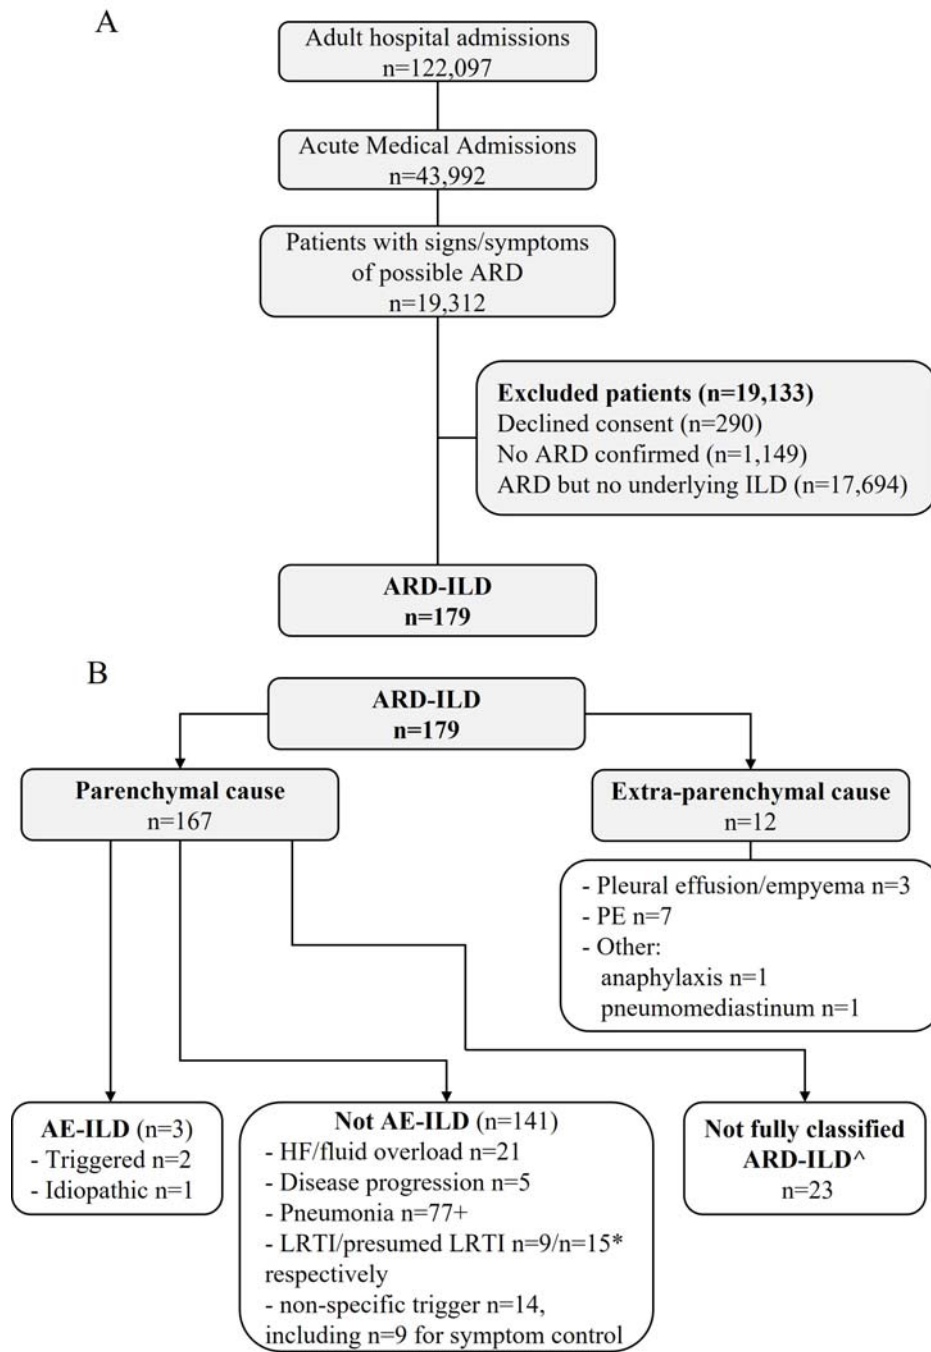 A
Adult hospital admissions
n=122,097
Acute Medical Admissions
n=43,992
Patients with signs/symptoms
of possible ARD
n=19,312
Excluded patients (n=19,133)
Declined consent (n=290)
No ARD confirmed (n=1,149)
ARD but no underlying ILD (n=17,694)
ARD-ILD
n=179
B
ARD-ILD
n=179
Parenchymal cause
n=167
Extra-parenchymal cause
n=12
- Pleural effusion/empyema n=3
- PE n=7
- Other:
anaphylaxis n=1
pneumomediastinum n=1
AE-ILD (n=3)
- Triggered n=2
- Idiopathic n=1
Not AE-ILD (n=141)
- HF/fluid overload n=21
- Disease progression n=5
- Pneumonia n=77+
- LRTI/presumed LRTI n=9/n=15*
respectively
- non-specific trigger n=14,
including n=9 for symptom control
Not fully classified
ARD-ILD^
n=23